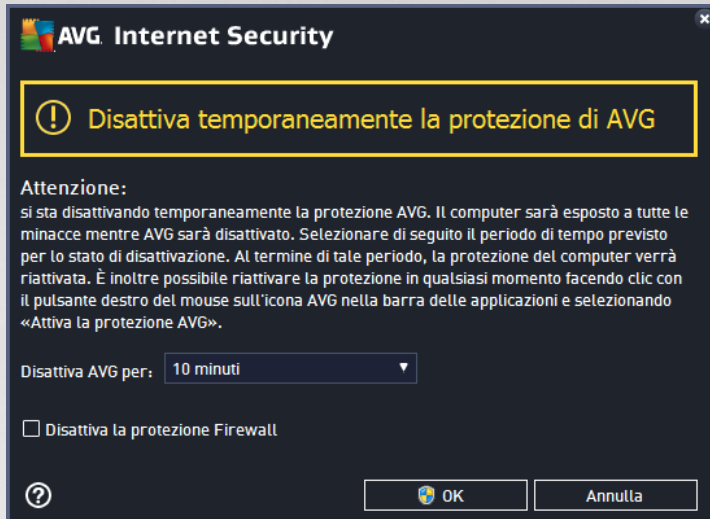 AVG Internet Security
Disattiva temporaneamente la protezione di AVG
Attenzione:
si sta disattivando temporaneamente la protezione AVG. Il computer sarà esposto a tutte le
minacce mentre AVG sarà disattivato. Selezionare di seguito il periodo di tempo previsto
per lo stato di disattivazione. Al termine di tale periodo, la protezione del computer verrà
riattivata. È inoltre possibile riattivare la protezione in qualsiasi momento facendo clic con
il pulsante destro del mouse sull'icona AVG nella barra delle applicazioni e selezionando
«Attiva la protezione AVG».
Disattiva AVG per: 10 minuti
Disattiva la protezione Firewall
OK Annulla